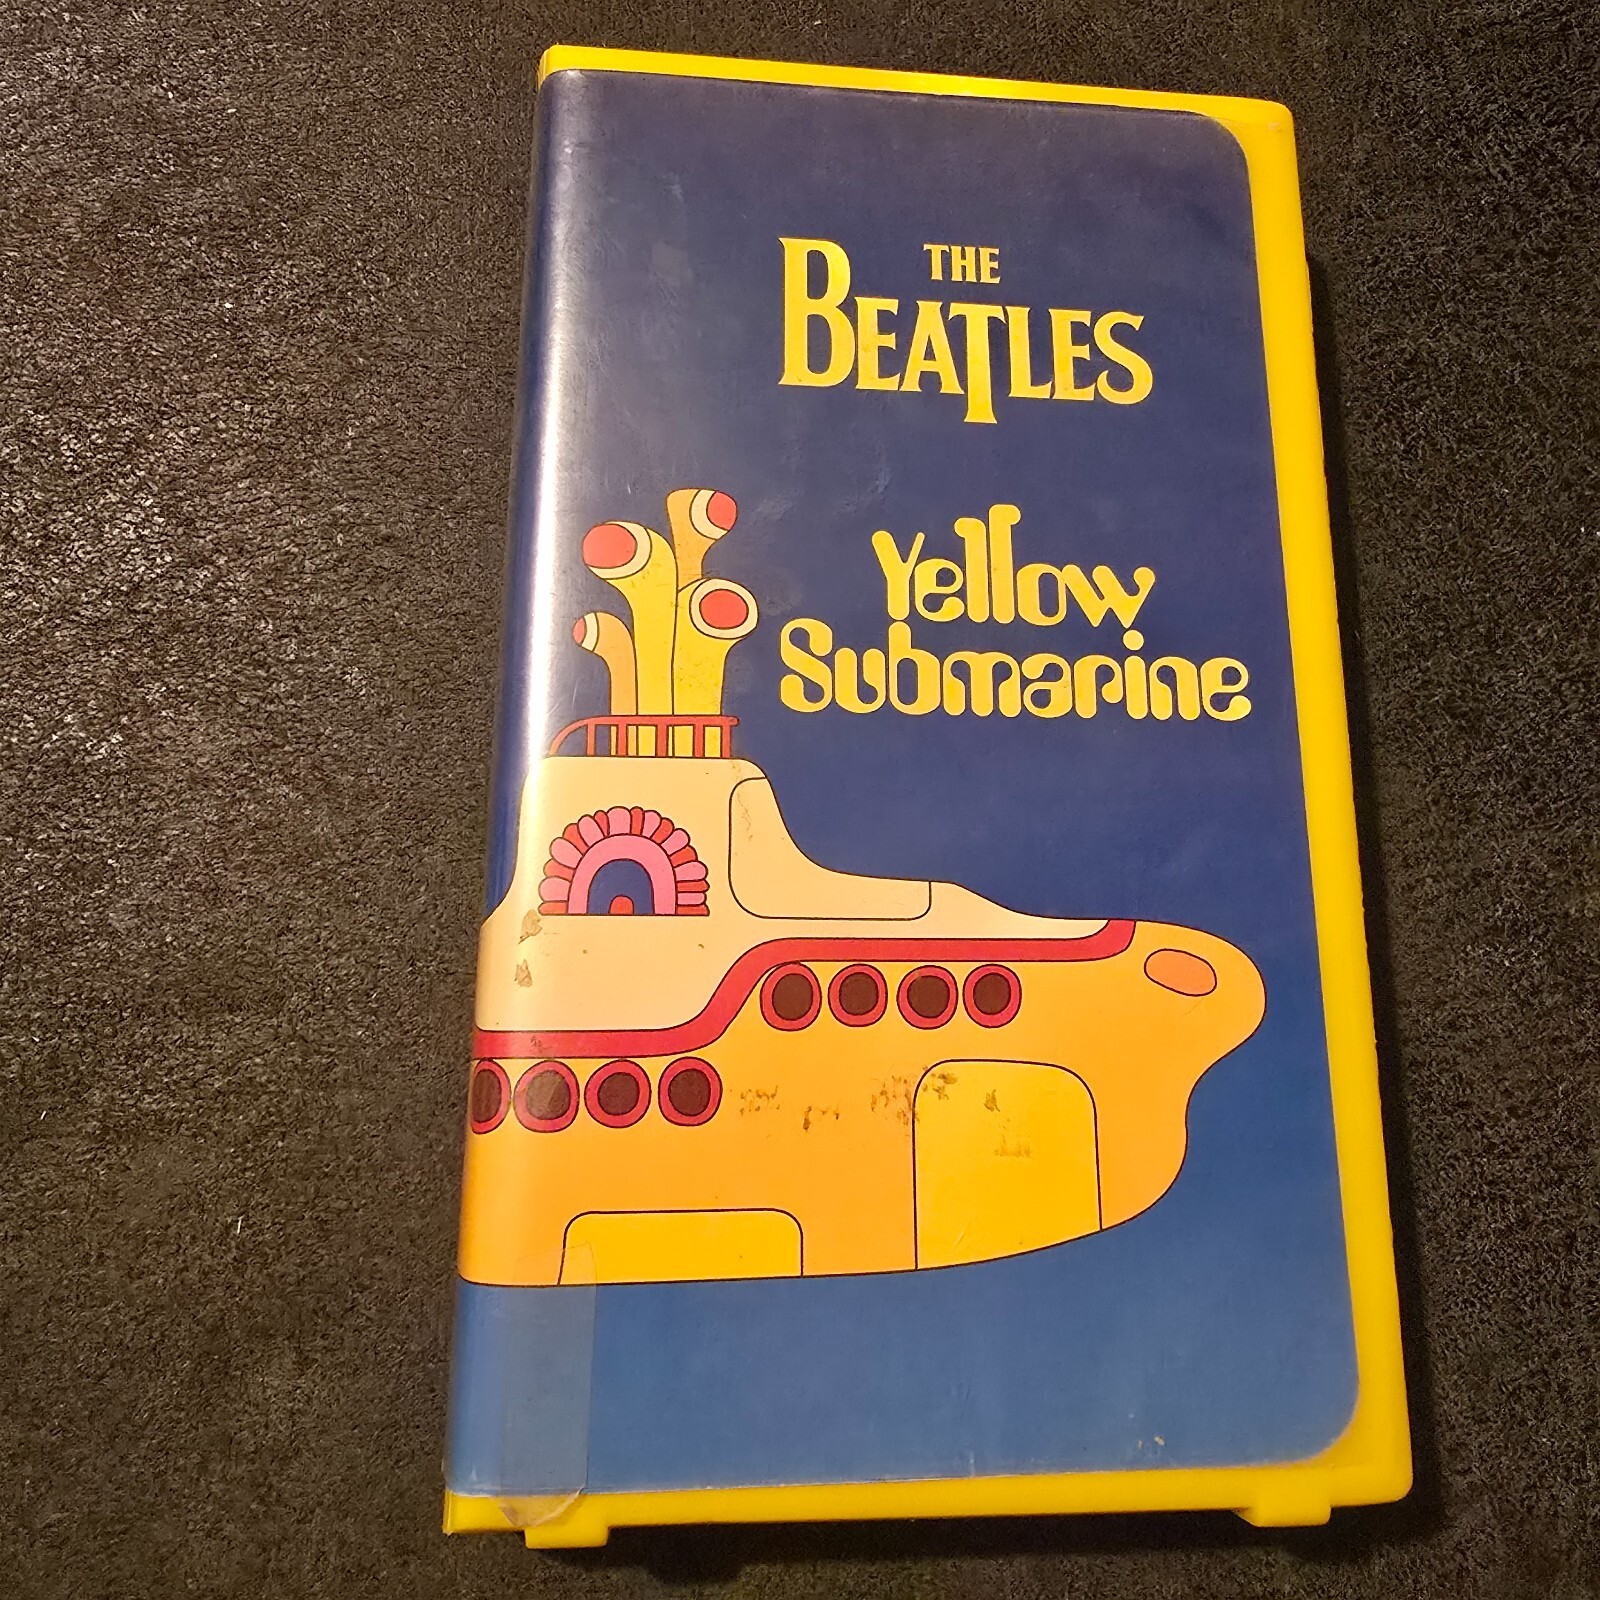 THE
BEATLES
Yellow
Submarine